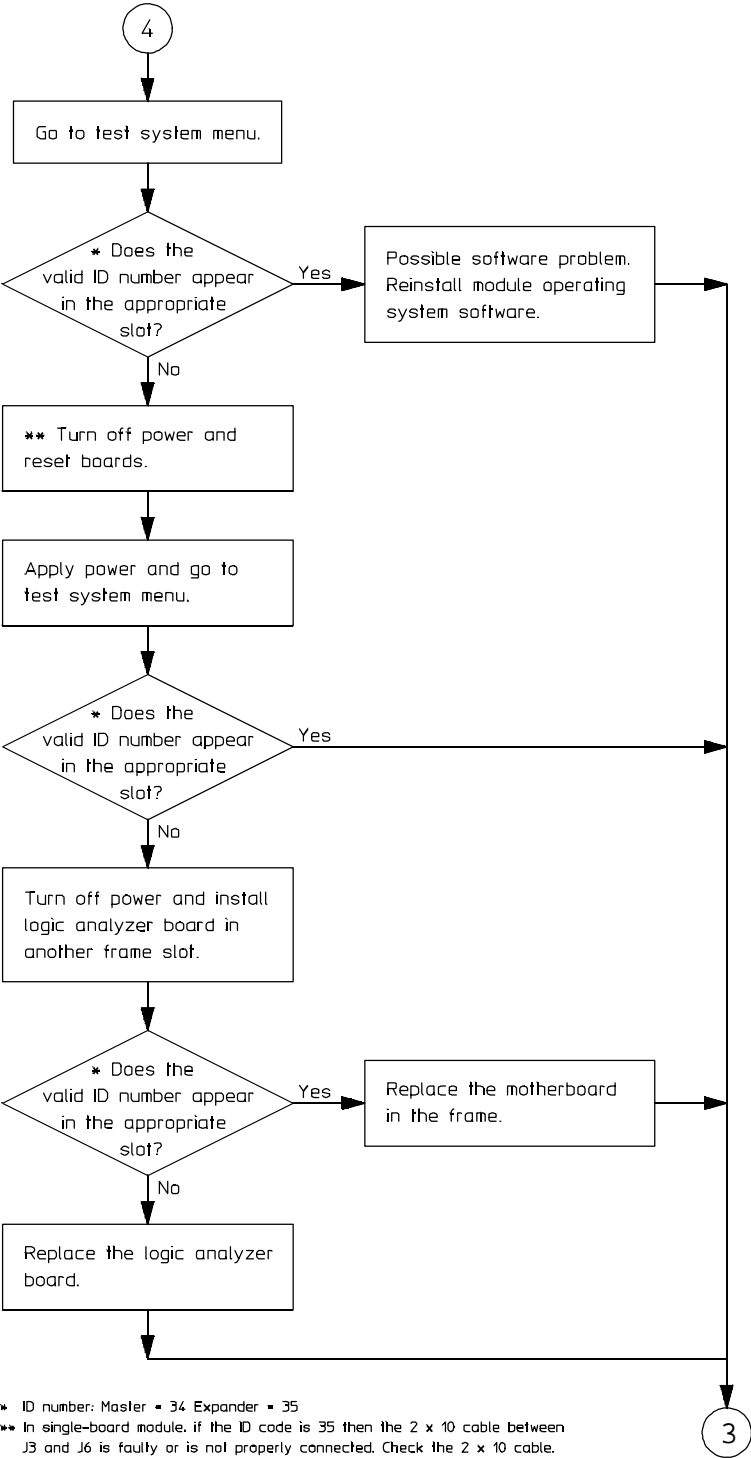 4
Go to test system menu.
* Does the
valid ID number appear
in the appropriate
slot?
Yes
Possible software problem.
Reinstall module operating
system software.
No
** Turn off power and
reset boards.
Apply power and go to
test system menu.
* Does the
valid ID number appear
in the appropriate
slot?
Yes
No
Turn off power and install
logic analyzer board in
another frame slot.
* Does the
valid ID number appear
in the appropriate
slot?
Yes
Replace the motherboard
in the frame.
No
Replace the logic analyzer
board.
* ID number: Master = 34 Expander = 35
** In single-board module, if the ID code is 35 then the 2 x 10 cable between
J3 and J6 is faulty or is not properly connected. Check the 2 x 10 cable.
3